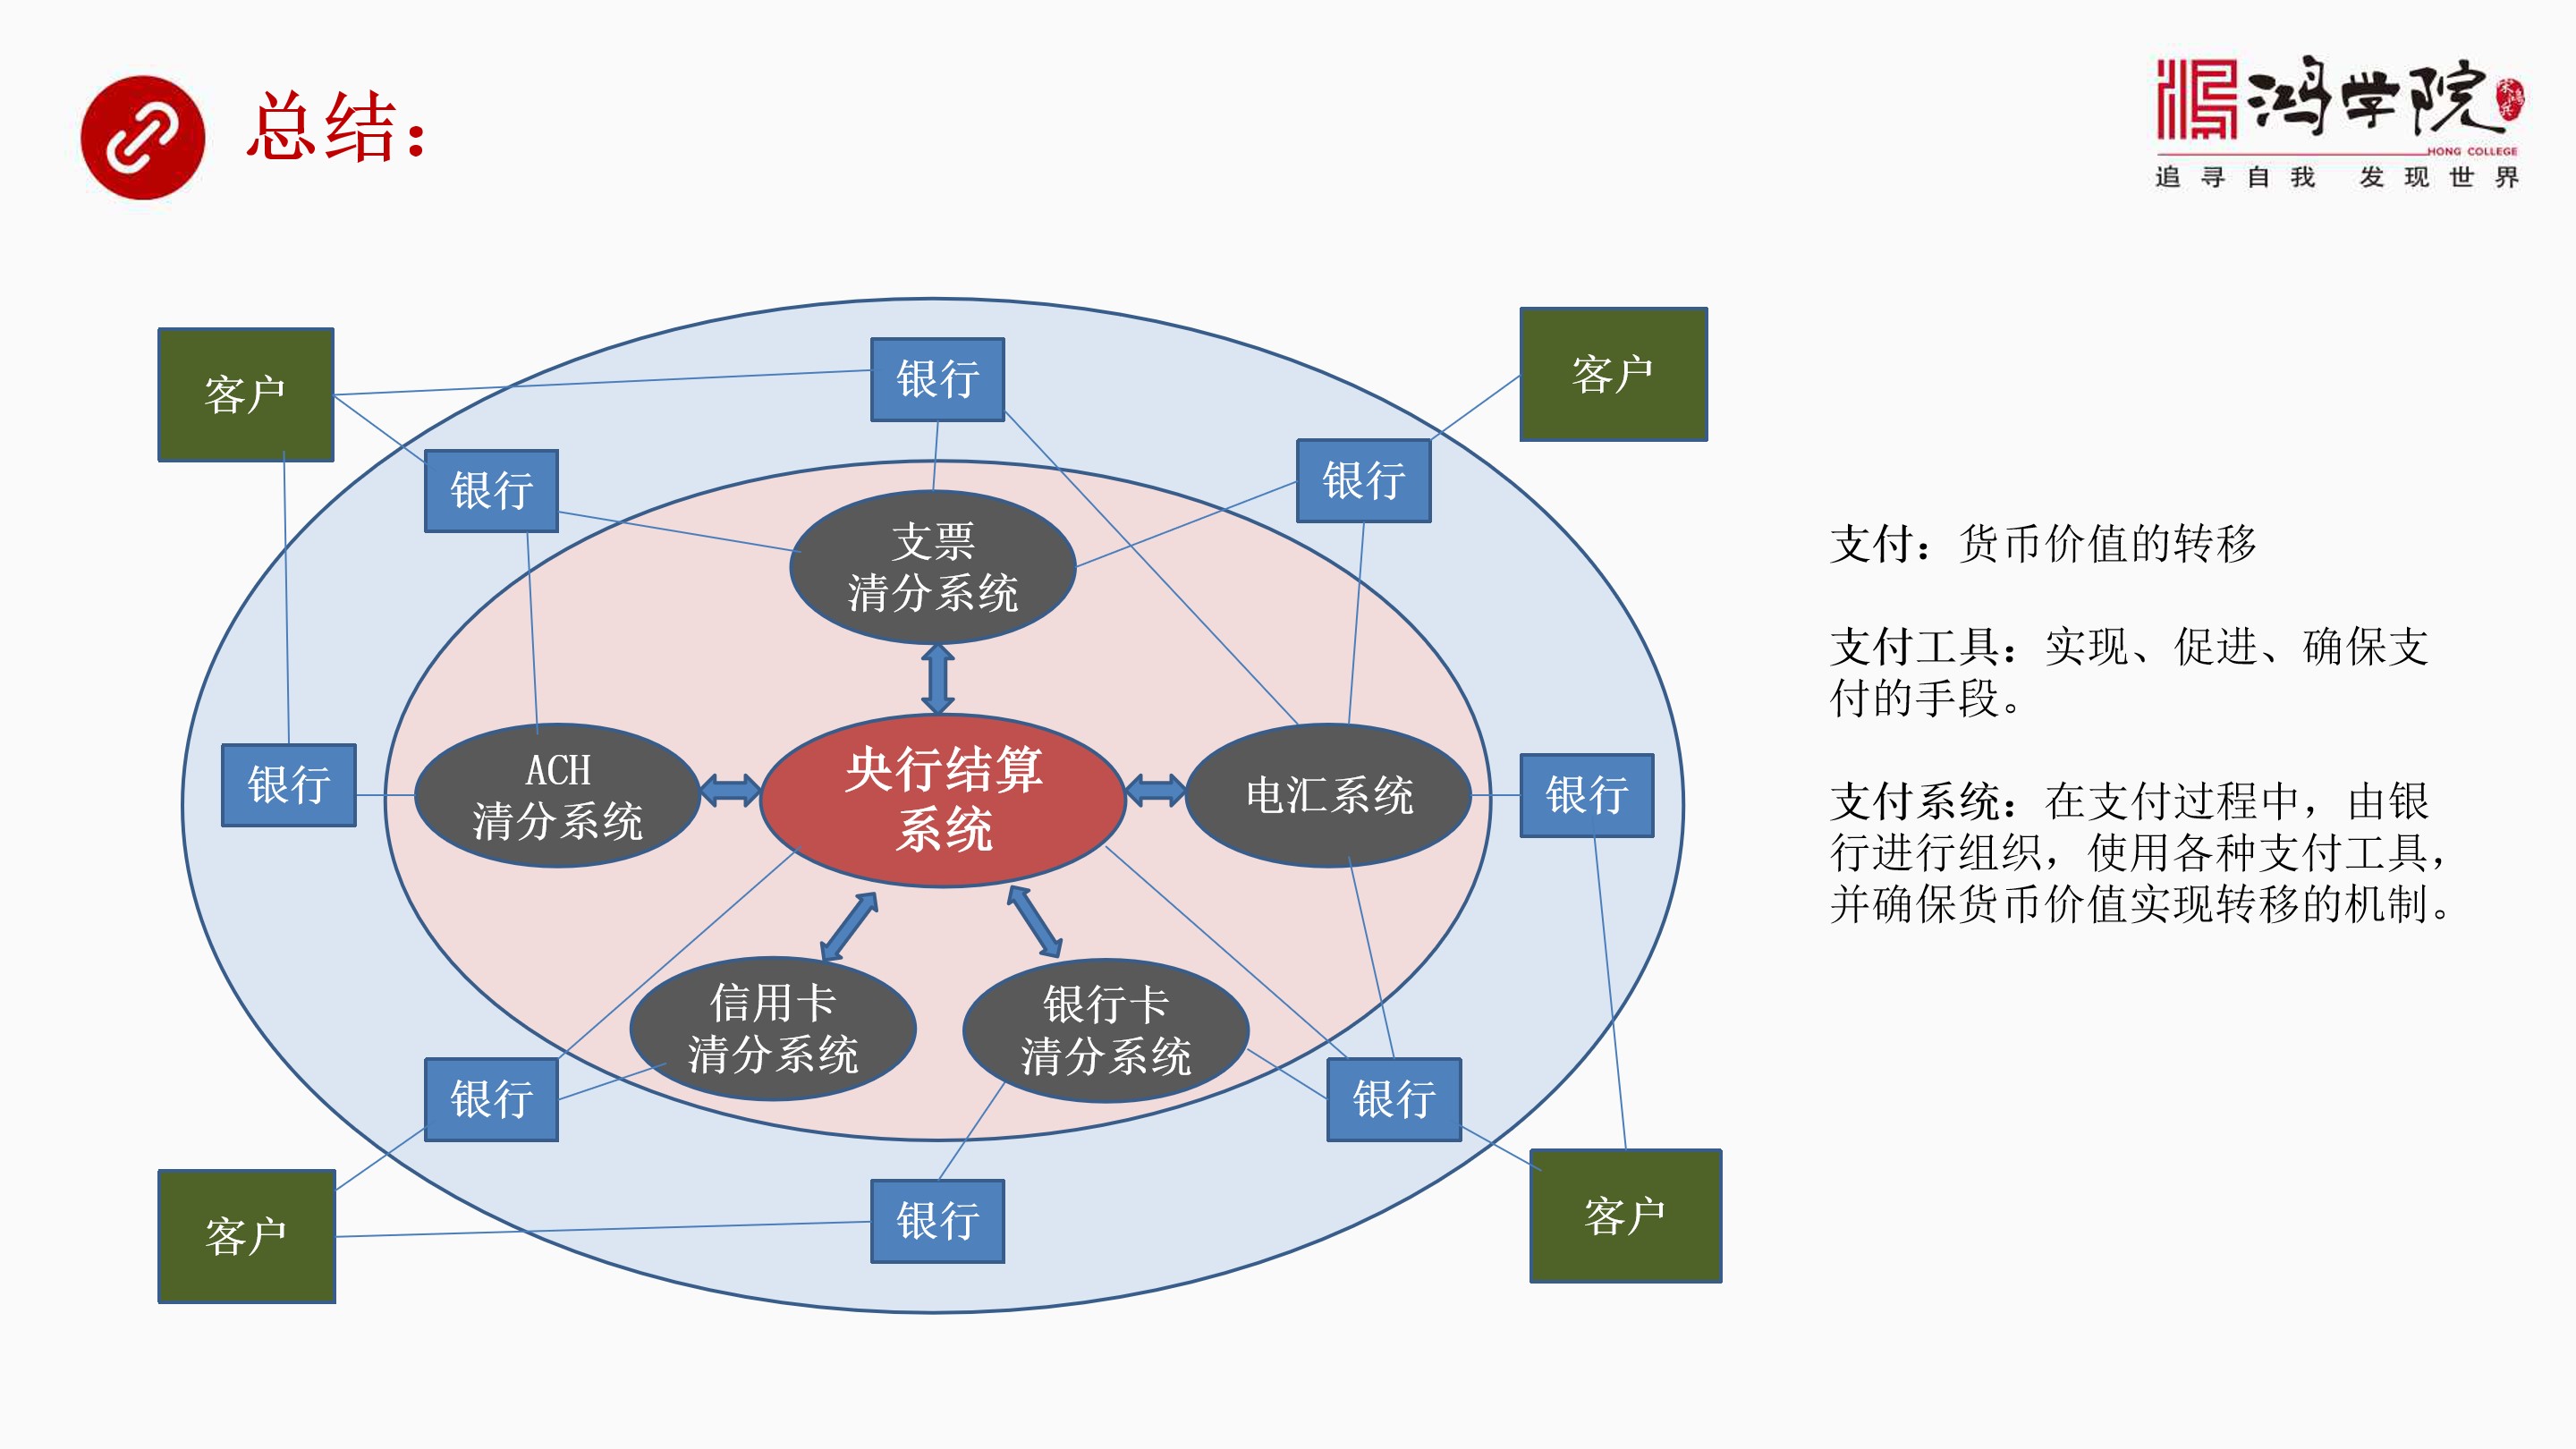 总结：
鸿学院
HONG COLLEGE
追寻自我 发现世界
客户
银行
客户
银行
银行
支票
清分系统
银行
ACH
清分系统
央行结算
系统
电汇系统
银行
信用卡
清分系统
银行卡
清分系统
银行
银行
客户
银行
客户
支付：货币价值的转移
支付工具：实现、促进、确保支
付的手段。
支付系统：在支付过程中，由银
行进行组织，使用各种支付工具，
并确保货币价值实现转移的机制。